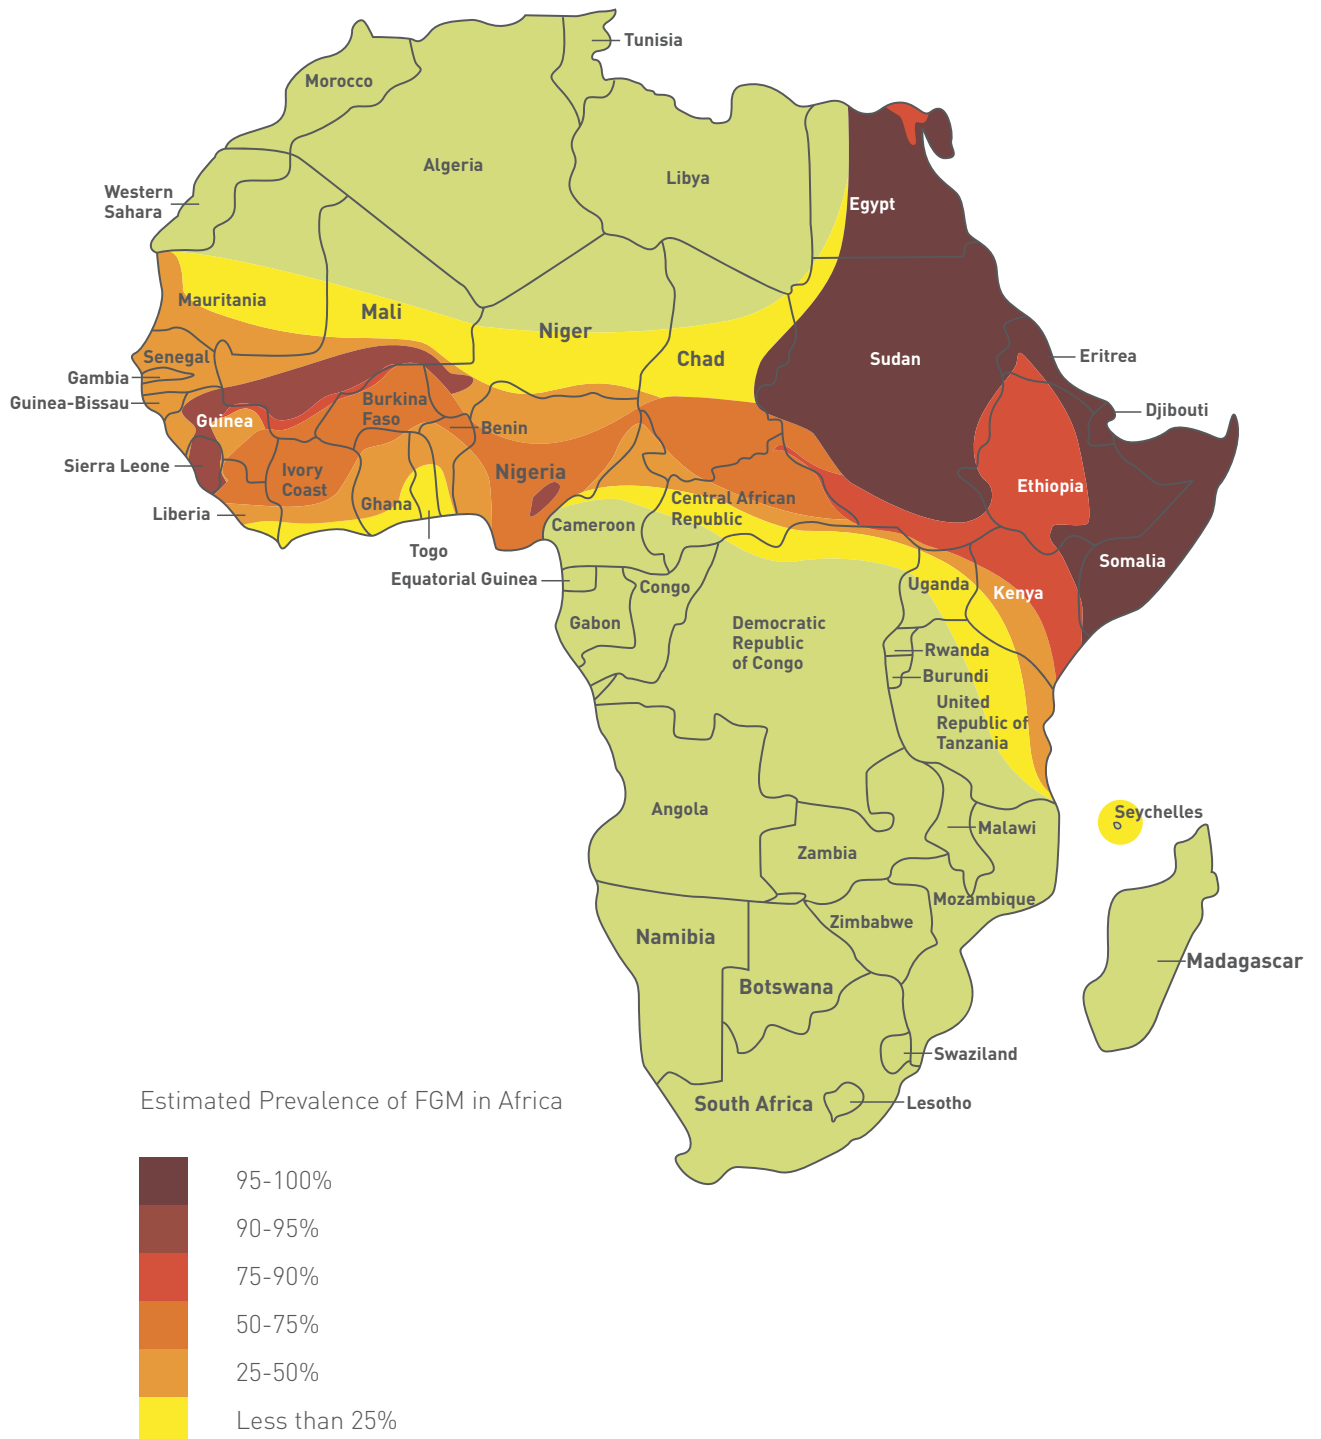 Tunisia
Morocco
Algeria
Libya
Western
Sahara
Egypt
Mauritania
Mali
Niger
Chad
Sudan
Eritrea
Senegal
Gambia
Guinea-Bissau
Burkina
Faso
Djibouti
Guinea
Benin
Sierra Leone
Ivory
Coast
Nigeria
Ethiopia
Ghana
Central African
Republic
Liberia
Cameroon
Togo
Somalia
Equatorial Guinea
Congo
Uganda
Kenya
Gabon
Democratic
Republic
of Congo
Rwanda
Burundi
United
Republic of
Tanzania
Angola
Seychelles
Malawi
Zambia
Mozambique
Zimbabwe
Namibia
Madagascar
Botswana
Swaziland
South Africa
Lesotho
Estimated Prevalence of FGM in Africa
95-100%
90-95%
75-90%
50-75%
25-50%
Less than 25%